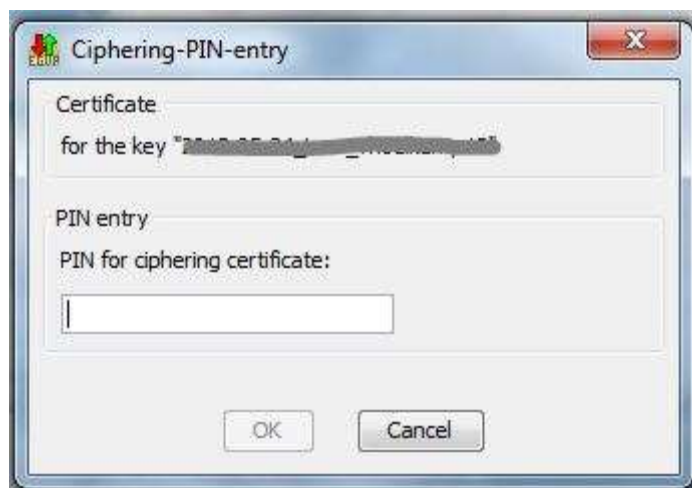 Ciphering-PIN-entry
Certificate
for the key "
PIN entry
PIN for ciphering certificate:
OK
Cancel